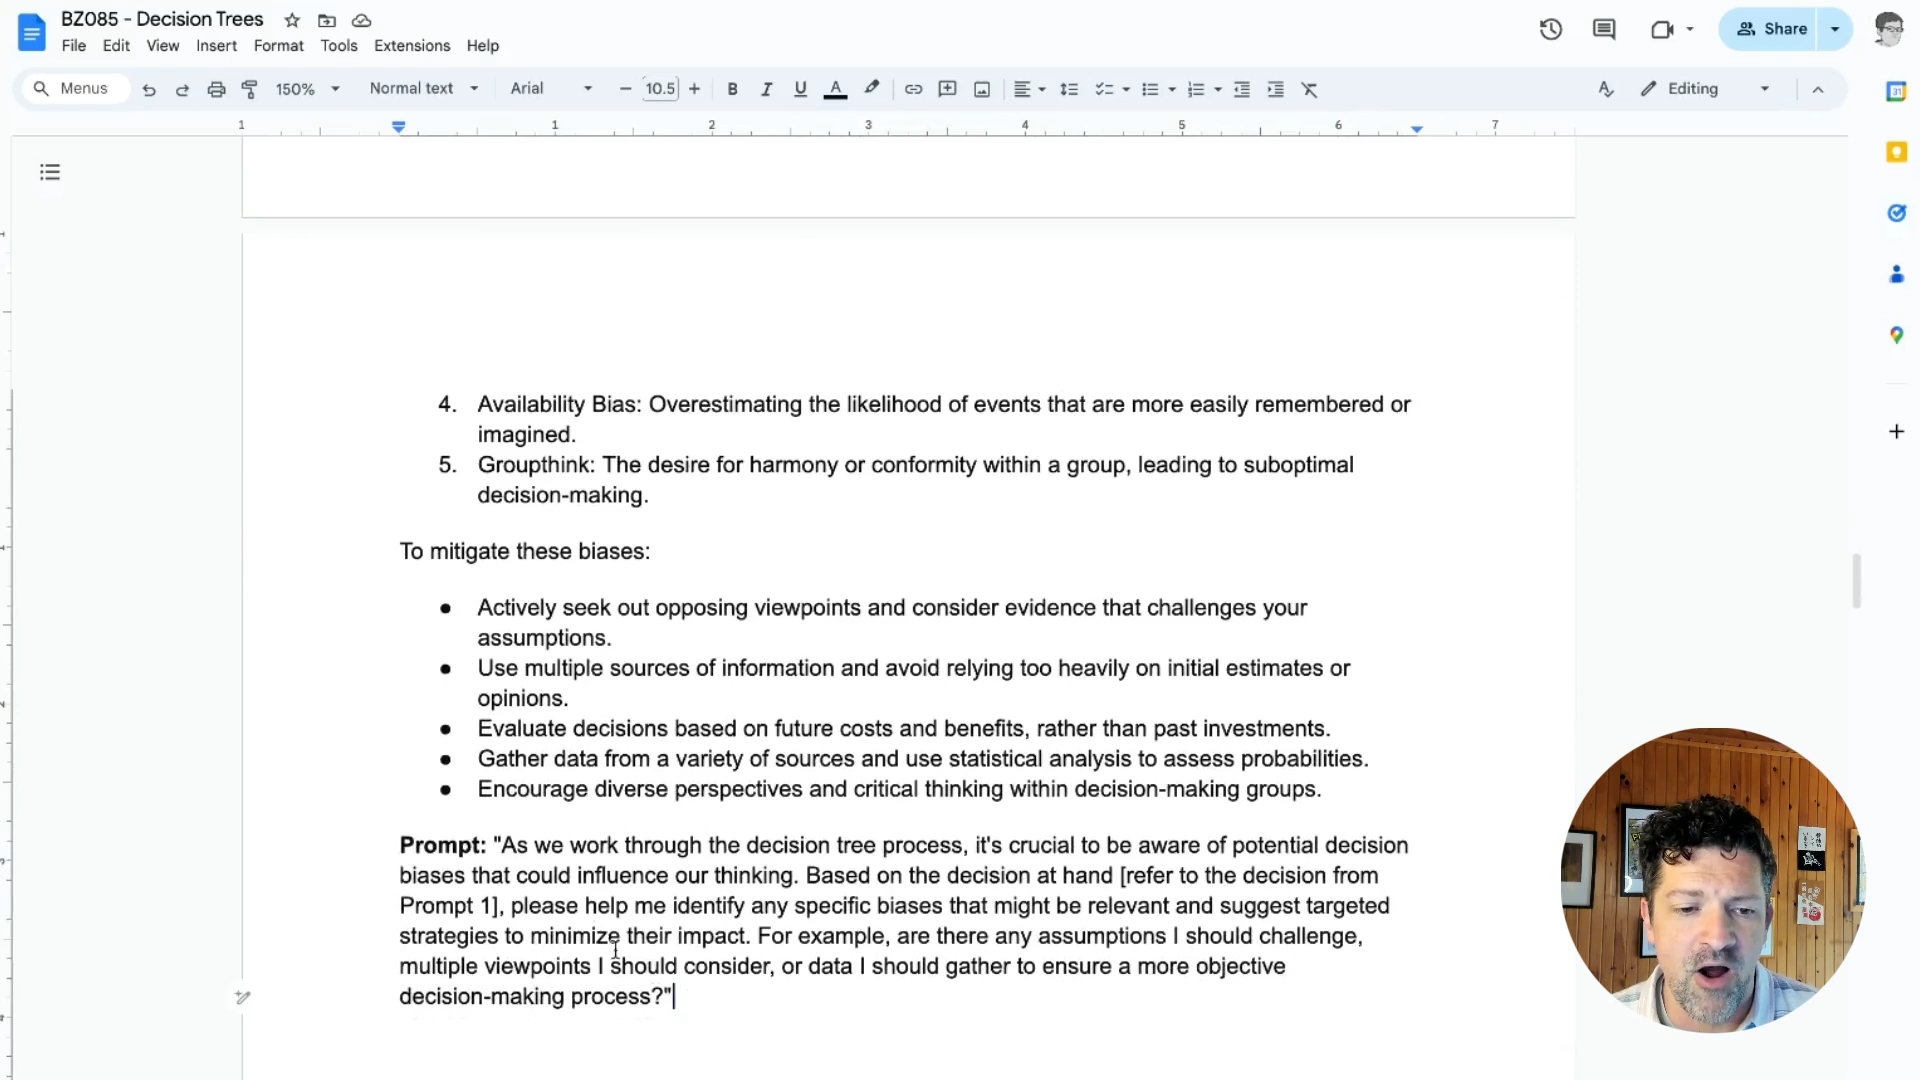 BZ085 - Decision Trees
File Edit View Insert Format Tools Extensions Help
Share
Menus
150%
Normal text
Arial
10.5
B I U A
Editing
1 1 2 3 4 5 6 7
4. Availability Bias: Overestimating the likelihood of events that are more easily remembered or
imagined.
5. Groupthink: The desire for harmony or conformity within a group, leading to suboptimal
decision-making.
To mitigate these biases:
● Actively seek out opposing viewpoints and consider evidence that challenges your
assumptions.
● Use multiple sources of information and avoid relying too heavily on initial estimates or
opinions.
● Evaluate decisions based on future costs and benefits, rather than past investments.
● Gather data from a variety of sources and use statistical analysis to assess probabilities.
● Encourage diverse perspectives and critical thinking within decision-making groups.
Prompt: "As we work through the decision tree process, it's crucial to be aware of potential decision
biases that could influence our thinking. Based on the decision at hand [refer to the decision from
Prompt 1], please help me identify any specific biases that might be relevant and suggest targeted
strategies to minimize their impact. For example, are there any assumptions I should challenge,
multiple viewpoints I should consider, or data I should gather to ensure a more objective
decision-making process?"